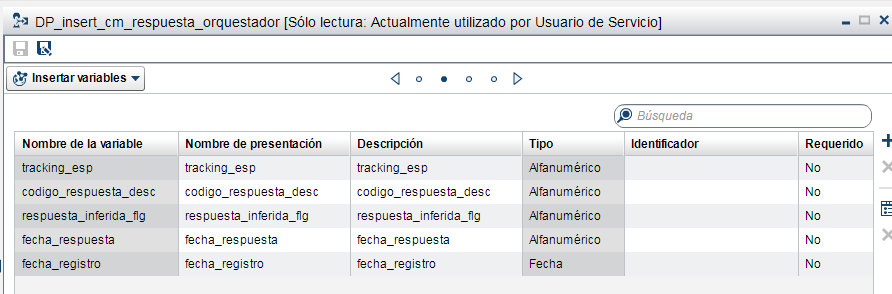 DP_insert_cm_respuesta_orquestador [Sólo lectura: Actualmente utilizado por Usuario de Servicio]
Insertar variables
Búsqueda
Nombre de la variable Nombre de presentación Descripción Tipo Identificador Requerido
tracking_esp tracking_esp tracking_esp Alfanumérico No
codigo_respuesta_desc codigo_respuesta_desc codigo_respuesta_desc Alfanumérico No
respuesta_inferida_flg respuesta_inferida_flg respuesta_inferida_flg Alfanumérico No
fecha_respuesta fecha_respuesta fecha_respuesta Alfanumérico No
fecha_registro fecha_registro fecha_registro Fecha No